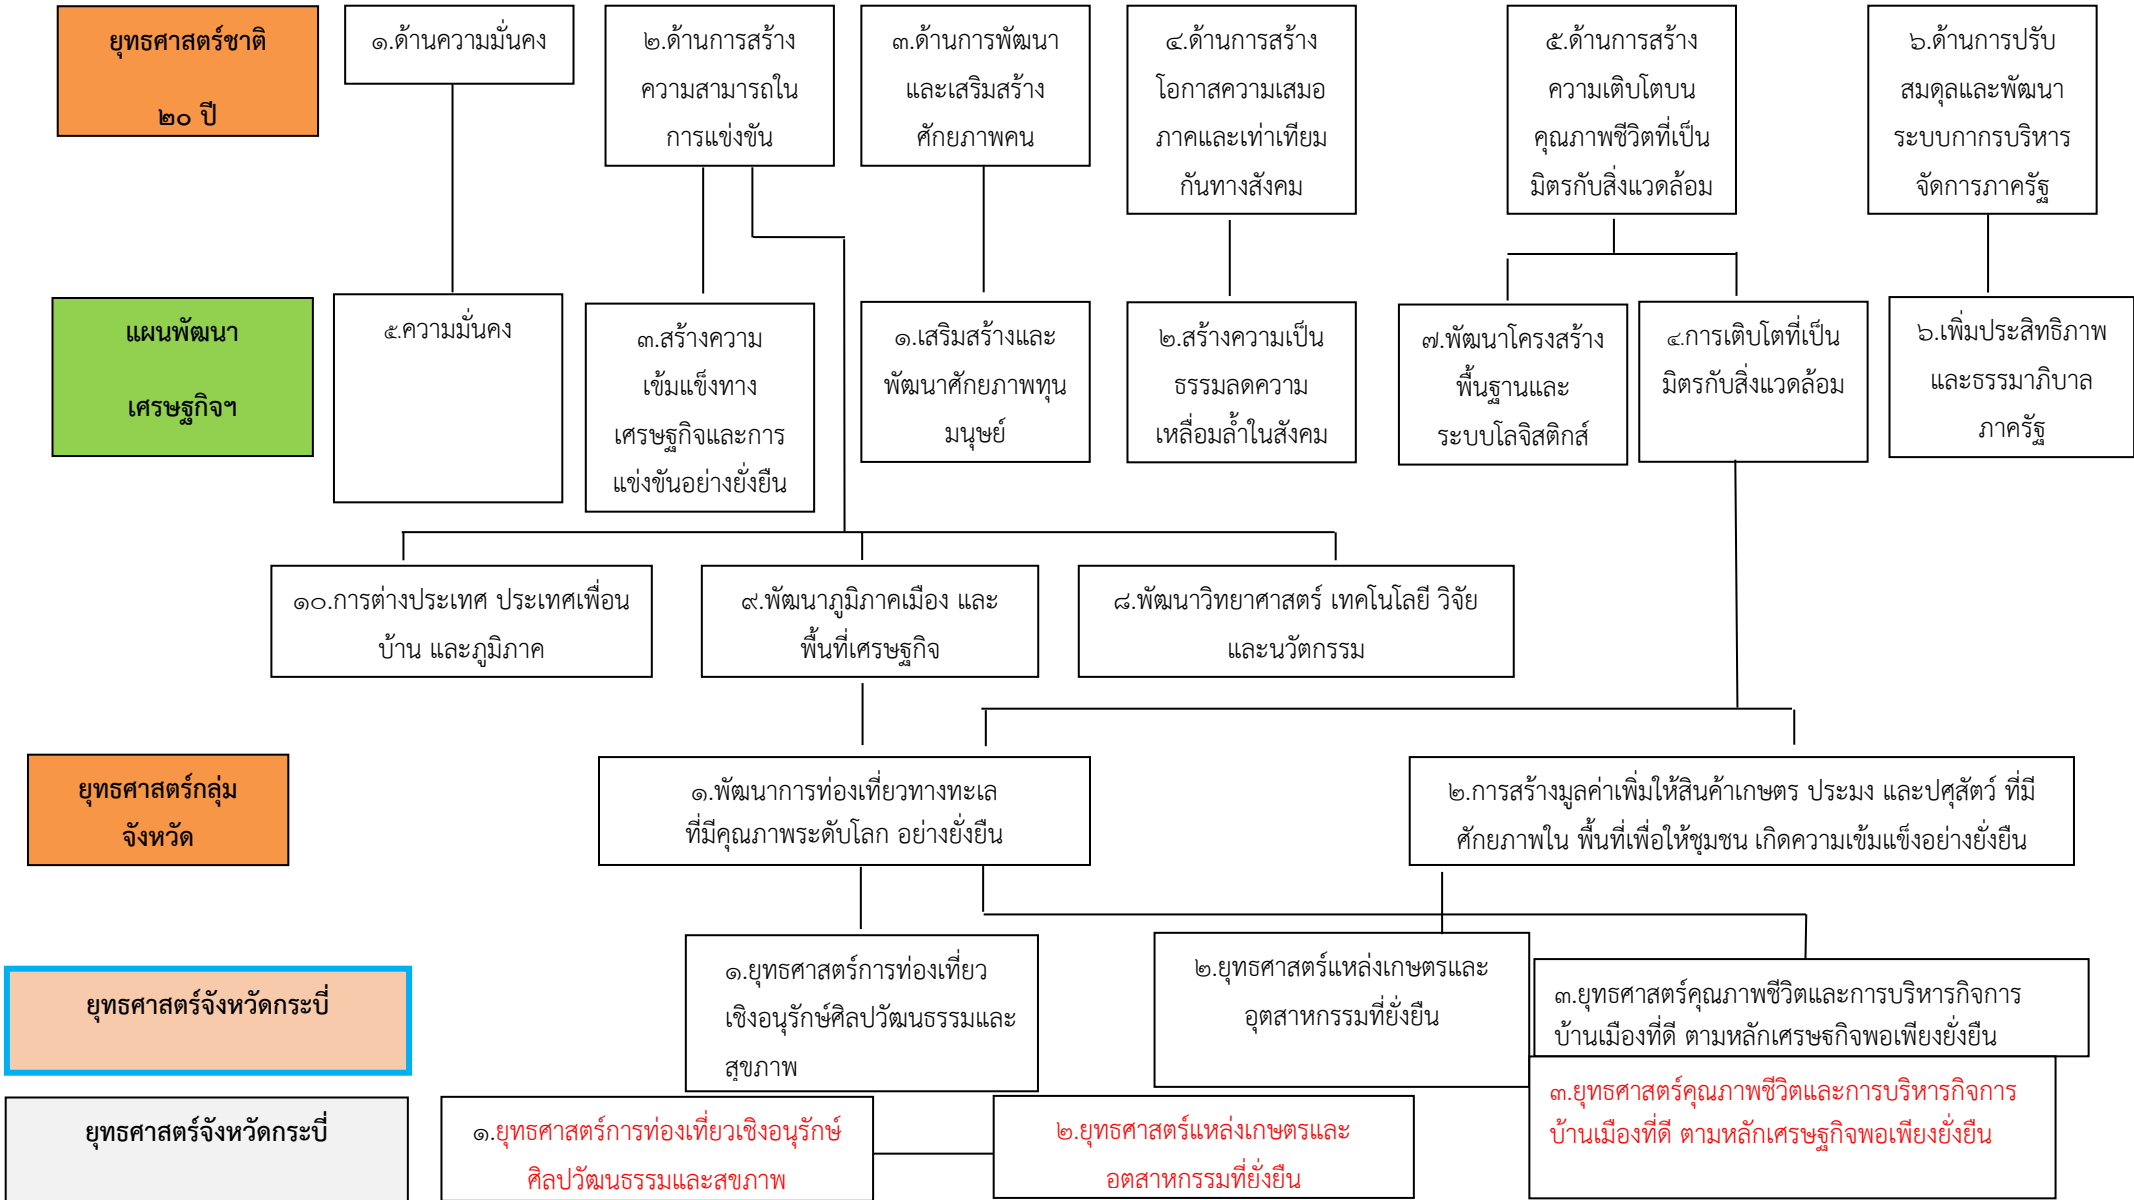 ยุทธศาสตร์ชาติ
๒๐ ปี
๑.ด้านความมั่นคง
๒.ด้านการสร้าง
ความสามารถใน
การแข่งขัน
๓.ด้านการพัฒนา
และเสริมสร้าง
ศักยภาพคน
๔.ด้านการสร้าง
โอกาสความเสมอ
ภาคและเท่าเทียม
กันทางสังคม
๕.ด้านการสร้าง
ความเติบโตบน
คุณภาพชีวิตที่เป็น
มิตรกับสิ่งแวดล้อม
๖.ด้านการปรับ
สมดุลและพัฒนา
ระบบกากรบริหาร
จัดการภาครัฐ
แผนพัฒนา
เศรษฐกิจฯ
๕.ความมั่นคง
๓.สร้างความ
เข้มแข็งทาง
เศรษฐกิจและการ
แข่งขันอย่างยั่งยืน
๑.เสริมสร้างและ
พัฒนาศักยภาพทุน
มนุษย์
๒.สร้างความเป็น
ธรรมลดความ
เหลื่อมล้ำในสังคม
๗.พัฒนาโครงสร้าง
พื้นฐานและ
ระบบโลจิสติกส์
๔.การเติบโตที่เป็น
มิตรกับสิ่งแวดล้อม
๖.เพิ่มประสิทธิภาพ
และธรรมาภิบาล
ภาครัฐ
๑๐.การต่างประเทศ ประเทศเพื่อน
บ้าน และภูมิภาค
๙.พัฒนาภูมิภาคเมือง และ
พื้นที่เศรษฐกิจ
๘.พัฒนาวิทยาศาสตร์ เทคโนโลยี วิจัย
และนวัตกรรม
ยุทธศาสตร์กลุ่ม
จังหวัด
๑.พัฒนาการท่องเที่ยวทางทะเล
ที่มีคุณภาพระดับโลก อย่างยั่งยืน
๒.การสร้างมูลค่าเพิ่มให้สินค้าเกษตร ประมง และปศุสัตว์ ที่มี
ศักยภาพใน พื้นที่เพื่อให้ชุมชน เกิดความเข้มแข็งอย่างยั่งยืน
ยุทธศาสตร์จังหวัดกระบี่
๑.ยุทธศาสตร์การท่องเที่ยว
เชิงอนุรักษ์ศิลปวัฒนธรรมและ
สุขภาพ
๒.ยุทธศาสตร์แหล่งเกษตรและ
อุตสาหกรรมที่ยั่งยืน
๓.ยุทธศาสตร์คุณภาพชีวิตและการบริหารกิจการ
บ้านเมืองที่ดี ตามหลักเศรษฐกิจพอเพียงยั่งยืน
ยุทธศาสตร์จังหวัดกระบี่
๑.ยุทธศาสตร์การท่องเที่ยวเชิงอนุรักษ์
ศิลปวัฒนธรรมและสุขภาพ
๒.ยุทธศาสตร์แหล่งเกษตรและ
อุตสาหกรรมที่ยั่งยืน
๓.ยุทธศาสตร์คุณภาพชีวิตและการบริหารกิจการ
บ้านเมืองที่ดี ตามหลักเศรษฐกิจพอเพียงยั่งยืน